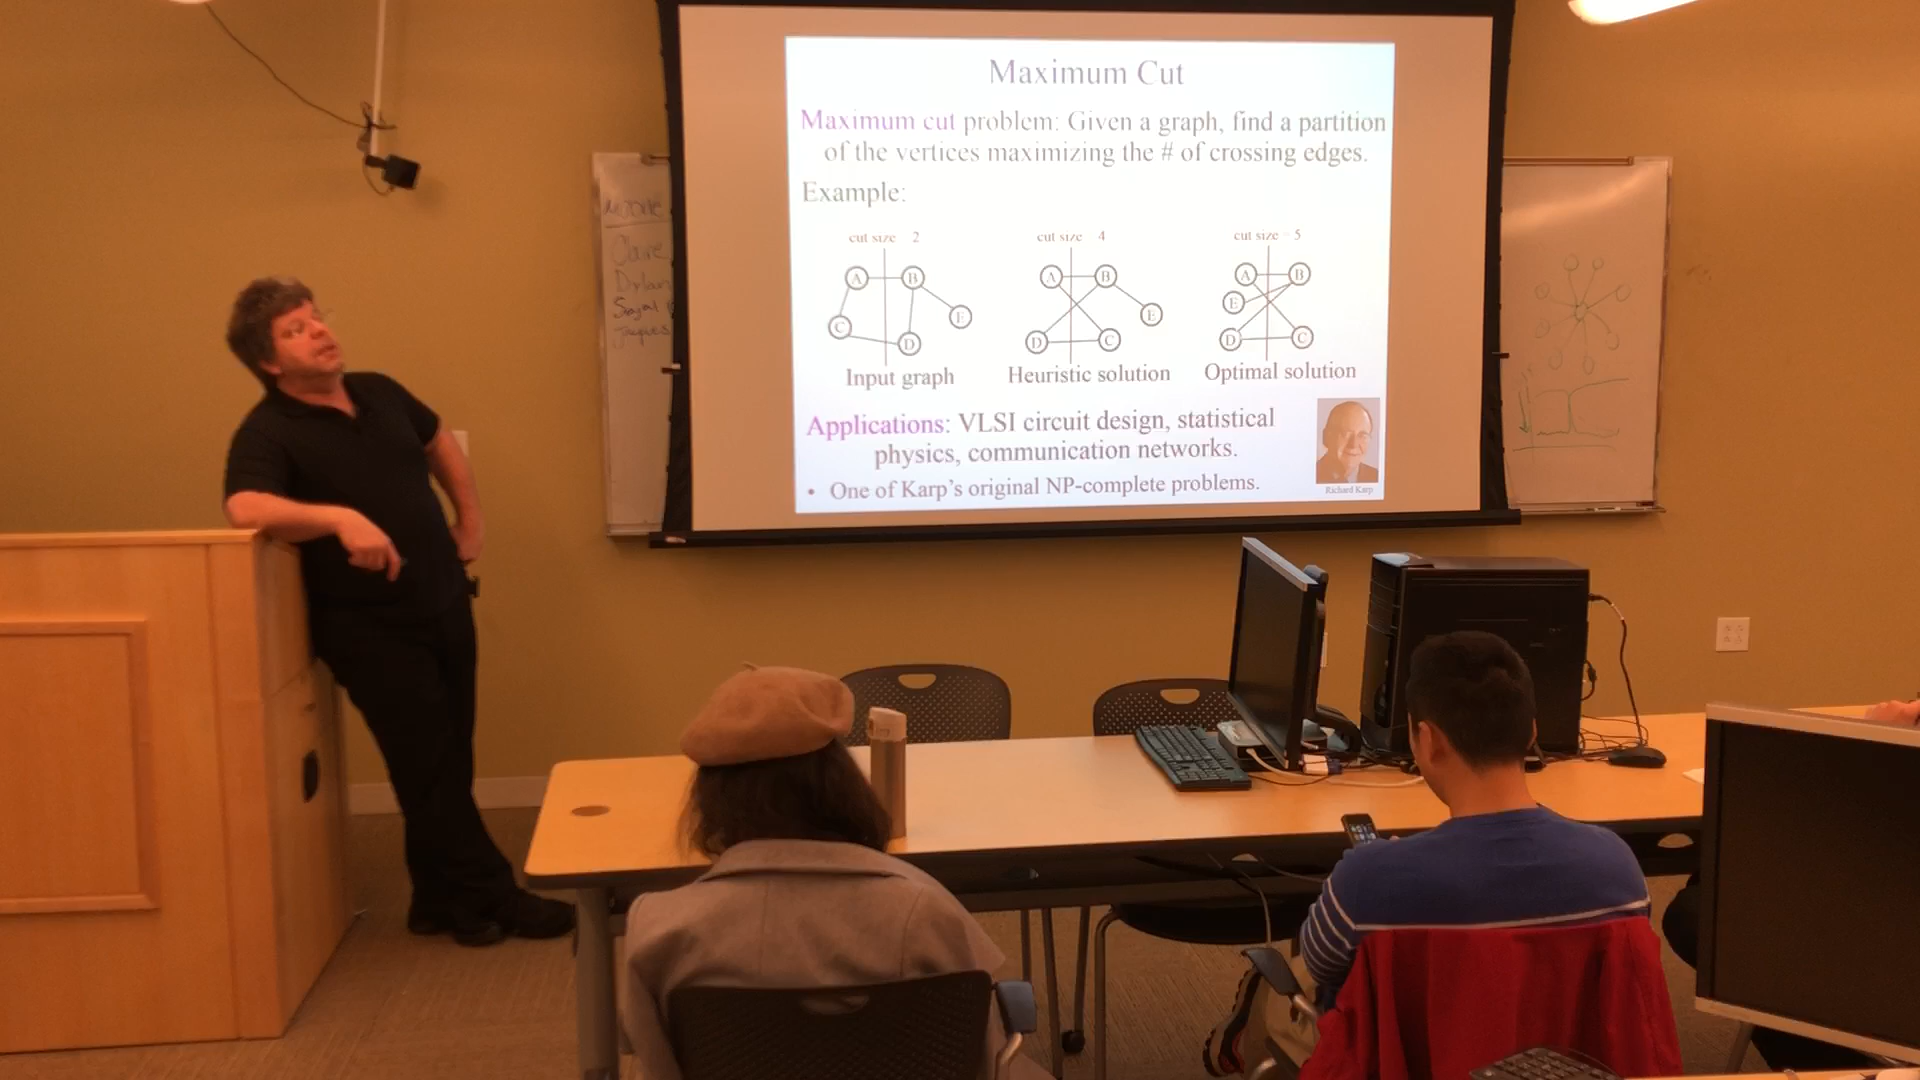 Maximum Cut
Maximum cut problem: Given a graph, find a partition
of the vertices maximizing the # of crossing edges.
Example:
cut size 2
cut size 4
cut size = 5
A B
C D E
A B
D C E
A B
E
D C
Input graph
Heuristic solution
Optimal solution
Applications: VLSI circuit design, statistical
physics, communication networks.
• One of Karp's original NP-complete problems.
Richard Karp
Claire
Dylan